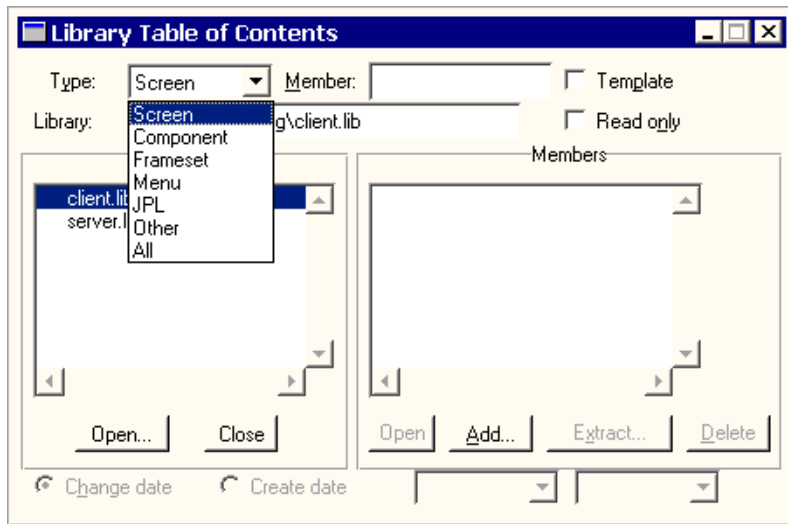 Library Table of Contents
Type: Screen Member: Template
Library: g\client.lib Read only
Screen
Component
Frameset
Menu
JPL
Other
All
Members
client.lib
server.l
Open... Close Open Add... Extract... Delete
Change date Create date